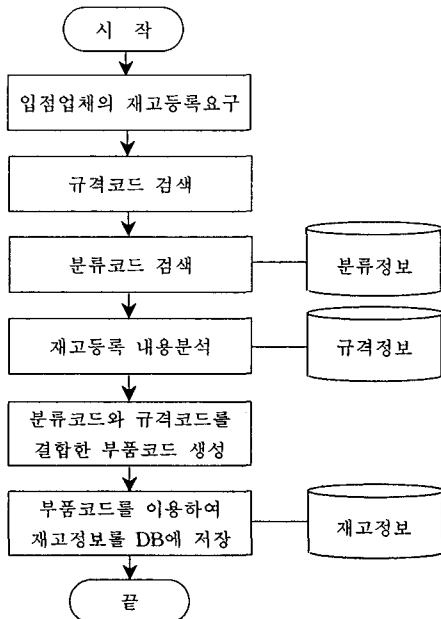 시 작
입점업체의 재고등록요구
규격코드 검색
분류코드 검색
분류정보
재고등록 내용분석
규격정보
분류코드와 규격코드를
결합한 부품코드 생성
부품코드를 이용하여
재고정보를 DB에 저장
재고정보
끝